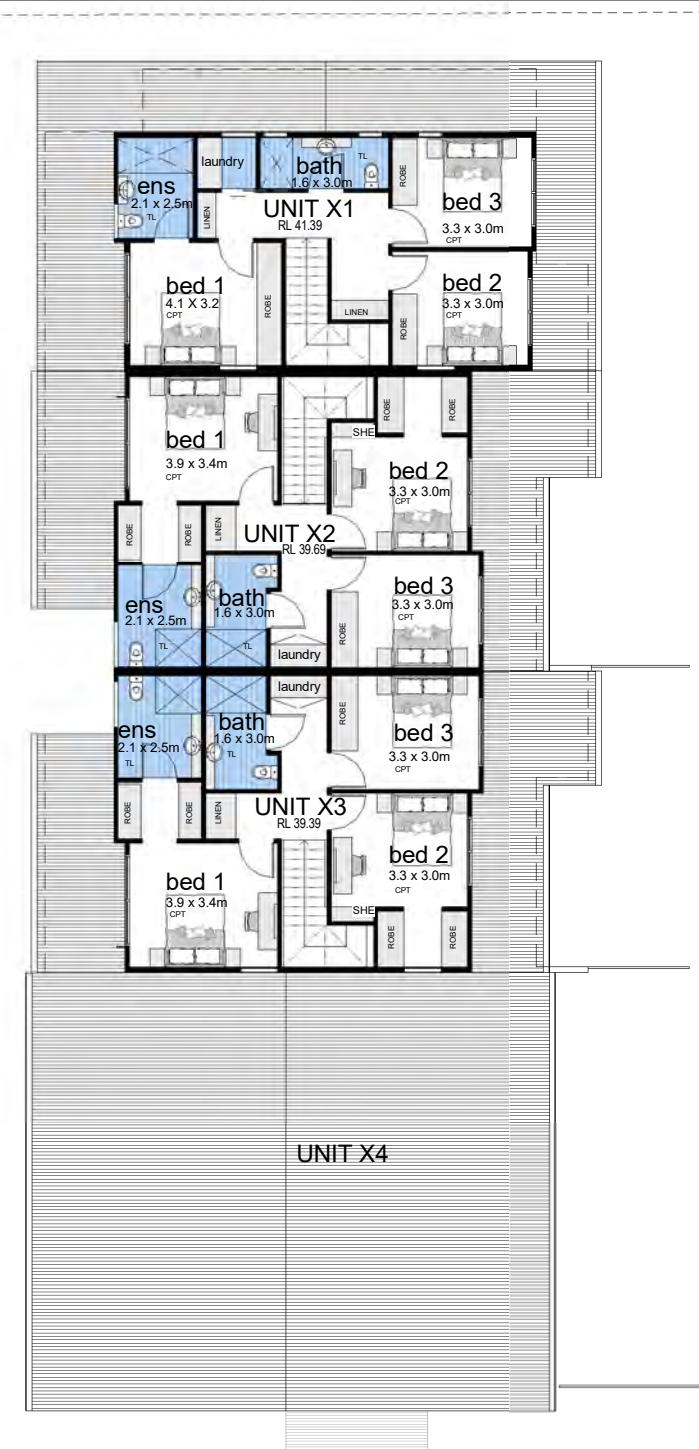 laundry
bath
1.6 x 3.0m
TL
ROBE
bed 3
3.3 x 3.0m
CPT
ens
2.1 x 2.5m
TL
LINEN
UNIT X1
RL 41.39
bed 1
4.1 X 3.2
CPT
ROBE
LINEN
ROBE
bed 2
3.3 x 3.0m
CPT
bed 1
3.9 x 3.4m
CPT
ROBE
ROBE
SHE
bed 2
3.3 x 3.0m
CPT
ROBE
ROBE
LINEN
UNIT X2
RL 39.69
ens
2.1 x 2.5m
TL
bath
1.6 x 3.0m
TL
laundry
ROBE
bed 3
3.3 x 3.0m
CPT
laundry
ens
2.1 x 2.5m
TL
bath
1.6 x 3.0m
TL
ROBE
bed 3
3.3 x 3.0m
CPT
ROBE
ROBE
LINEN
UNIT X3
RL 39.39
bed 2
3.3 x 3.0m
CPT
bed 1
3.9 x 3.4m
CPT
SHE
ROBE
ROBE
UNIT X4